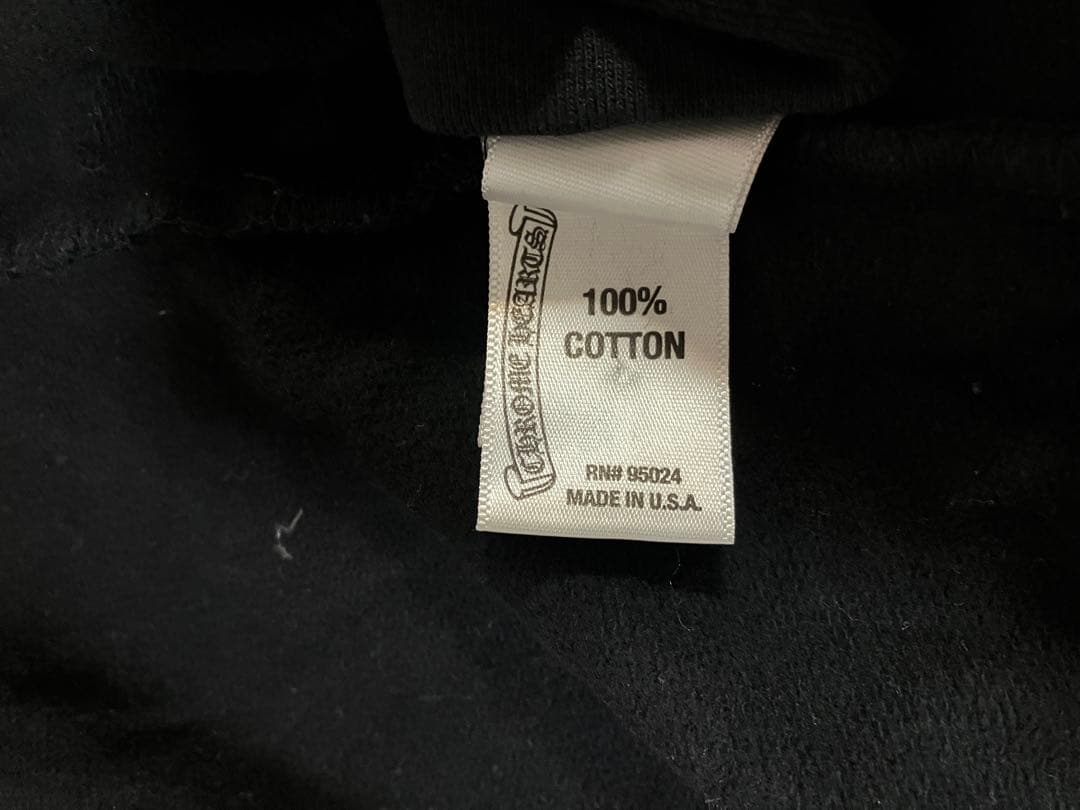 CHROME HEARTS
100%
COTTON
RN# 95024
MADE IN U.S.A.